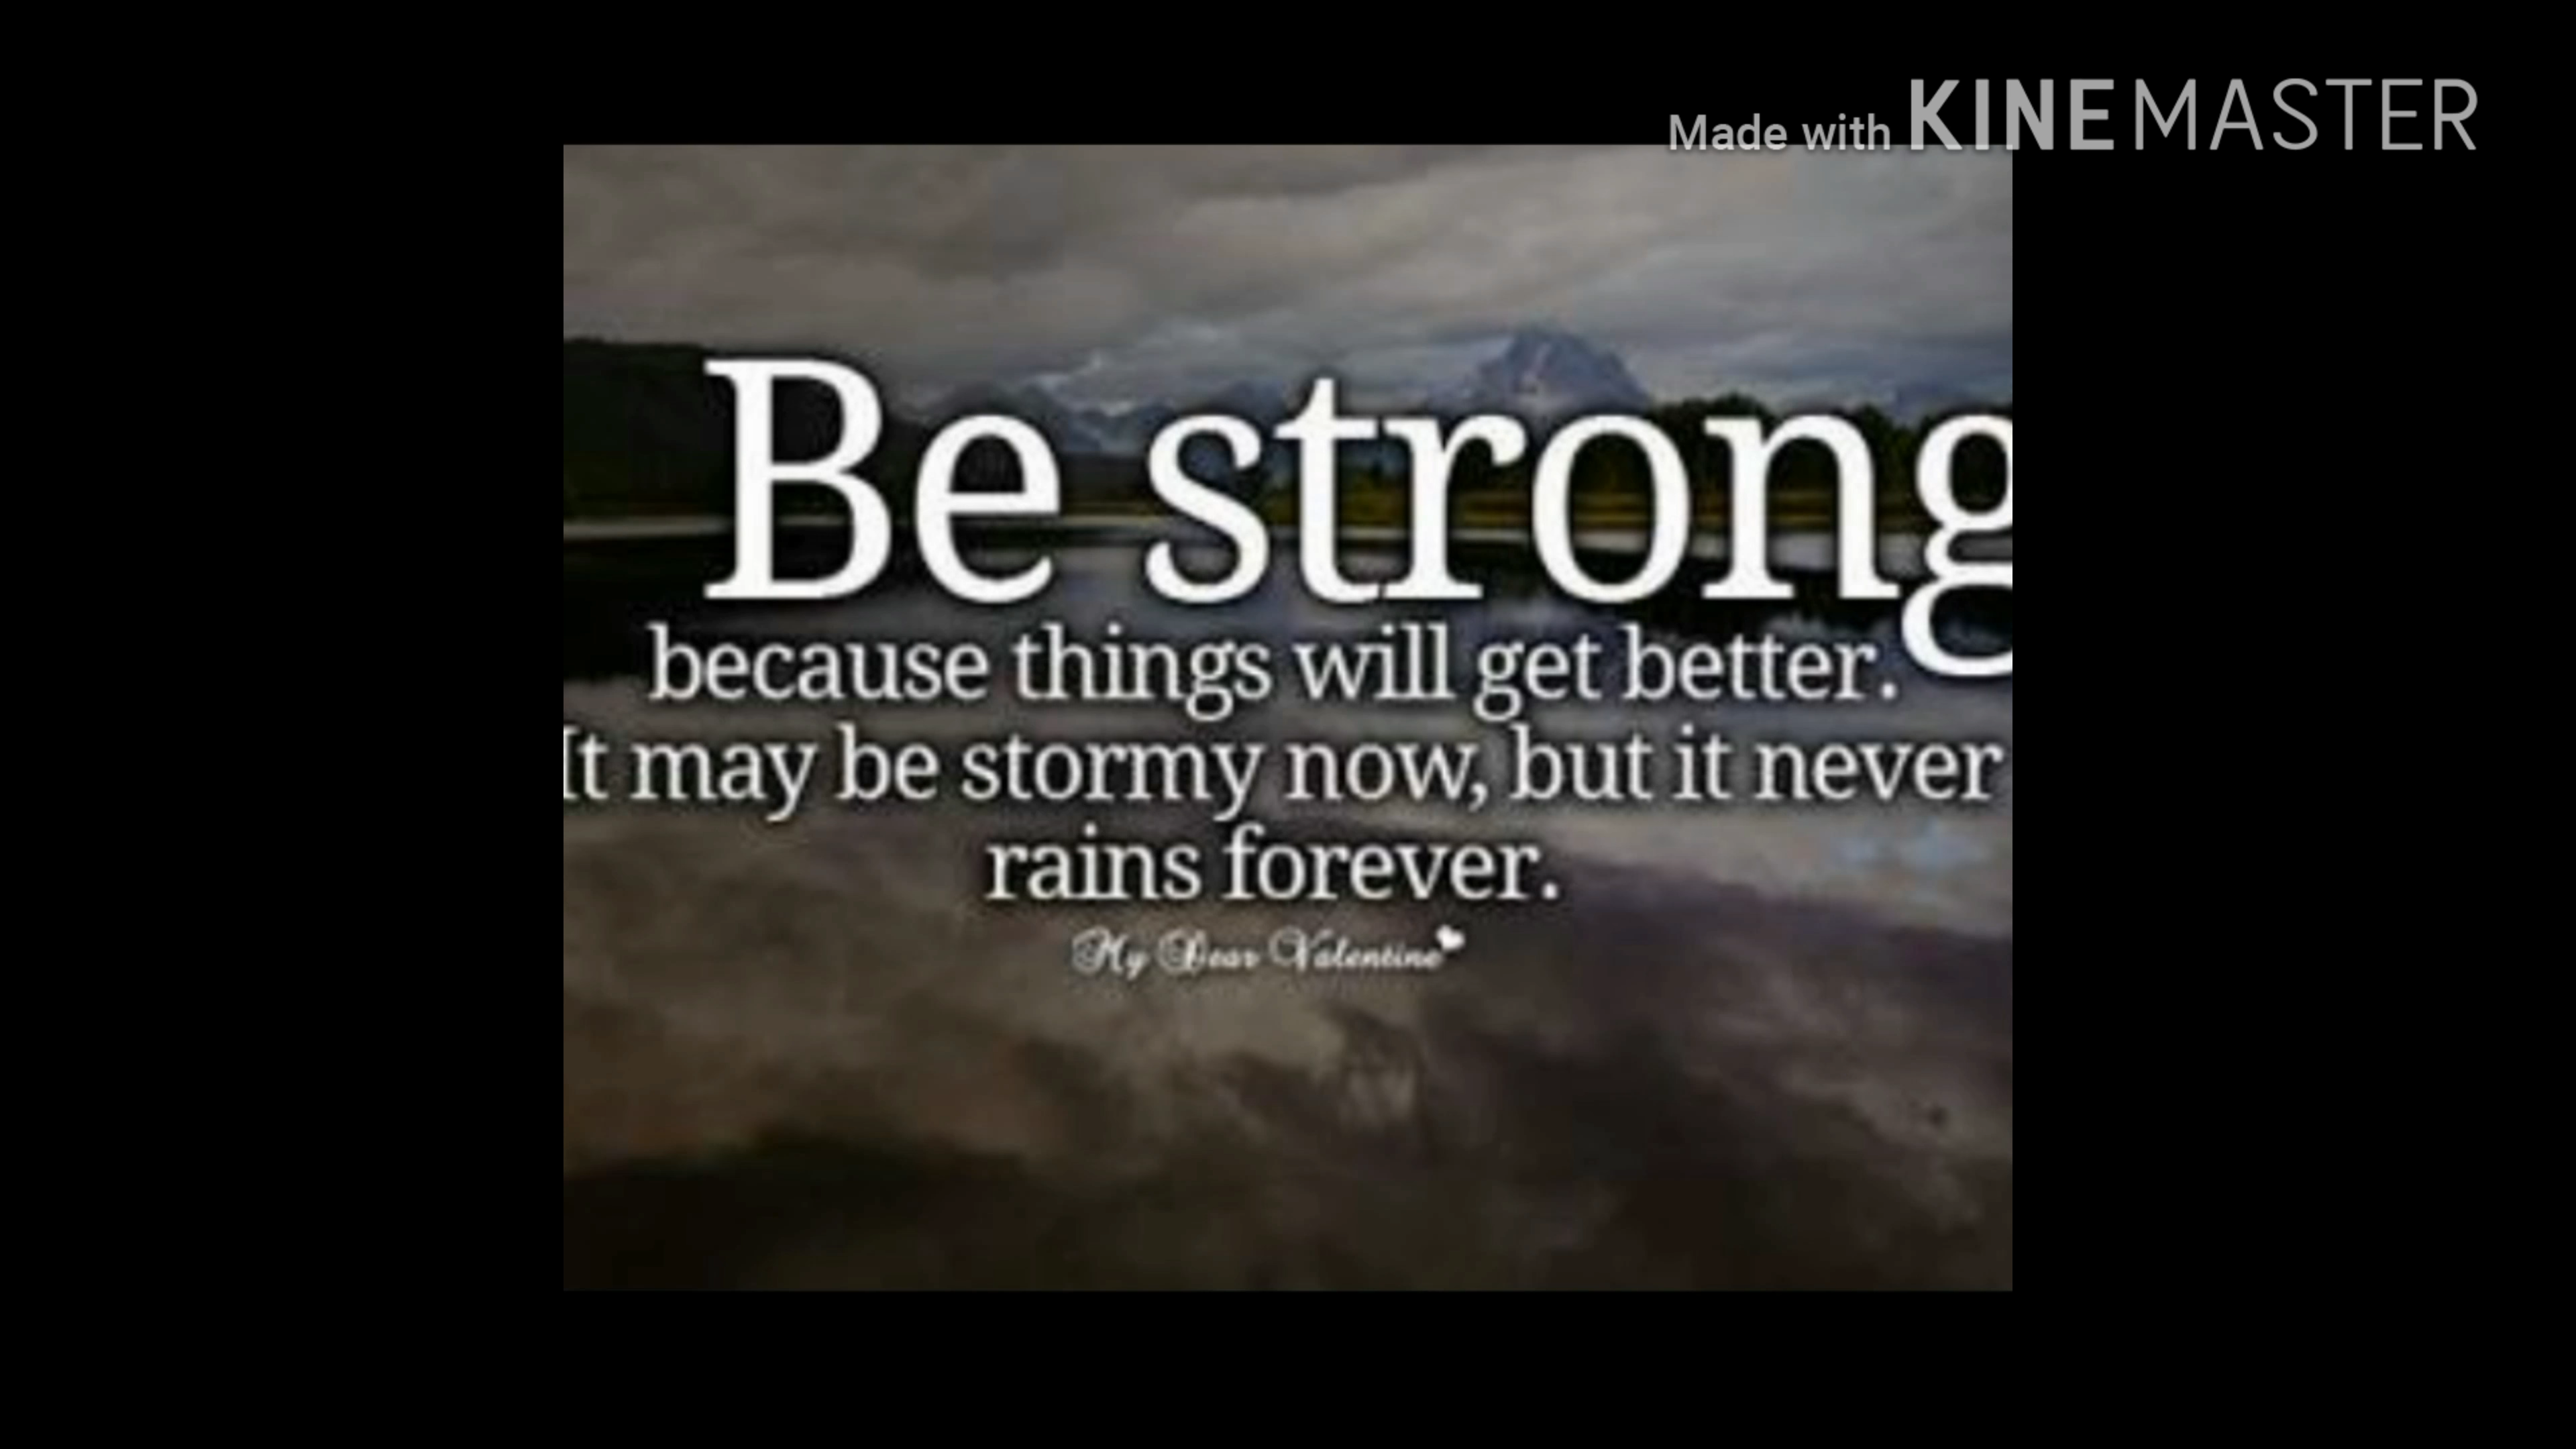 Made with KINEMASTER
Be strong
because things will get better.
It may be stormy now, but it never
rains forever.
My Dear Valentine